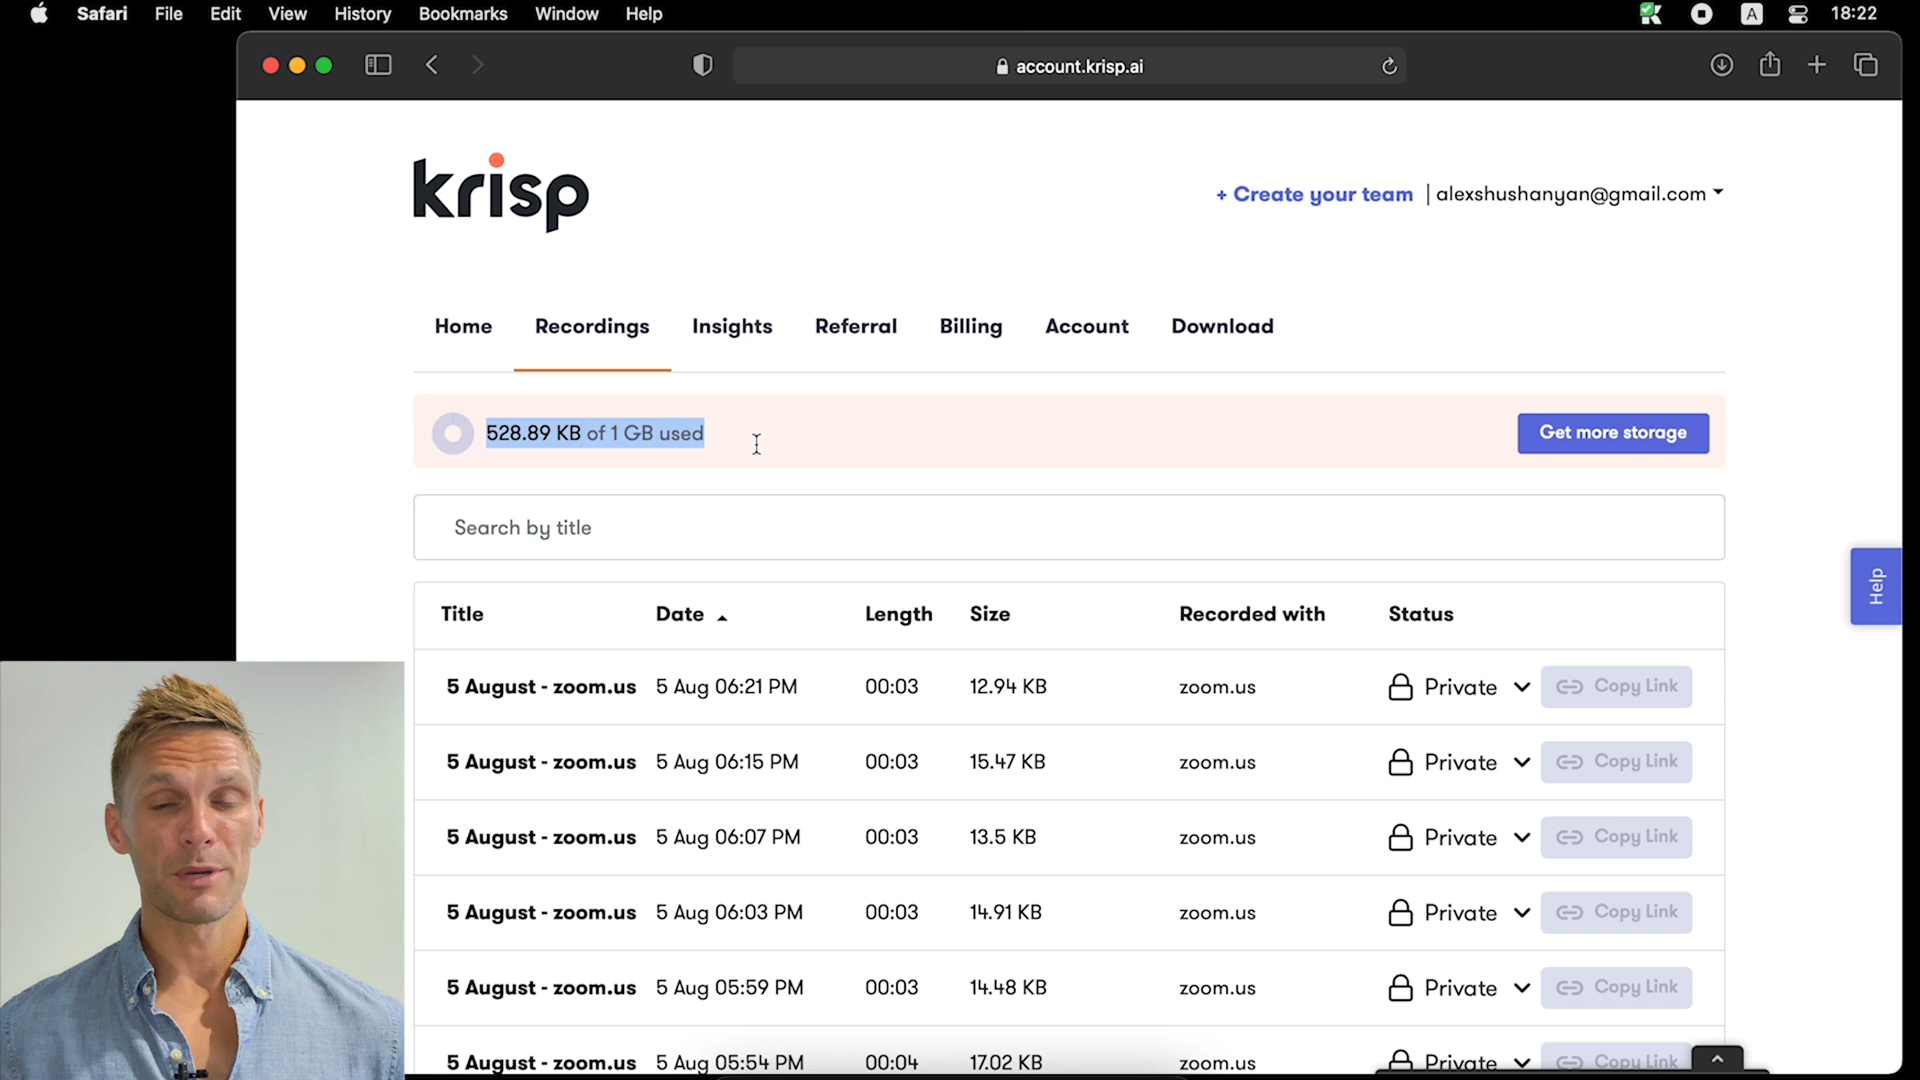 Safari File Edit View History Bookmarks Window Help A 18:22
account.krisp.ai
krisp
+ Create your team | alexshushanyan@gmail.com
Home Recordings Insights Referral Billing Account Download
528.89 KB of 1 GB used Get more storage
Search by title
Help
Title Date Length Size Recorded with Status
5 August - zoom.us 5 Aug 06:21 PM 00:03 12.94 KB zoom.us Private Copy Link
5 August - zoom.us 5 Aug 06:15 PM 00:03 15.47 KB zoom.us Private Copy Link
5 August - zoom.us 5 Aug 06:07 PM 00:03 13.5 KB zoom.us Private Copy Link
5 August - zoom.us 5 Aug 06:03 PM 00:03 14.91 KB zoom.us Private Copy Link
5 August - zoom.us 5 Aug 05:59 PM 00:03 14.48 KB zoom.us Private Copy Link
5 August - zoom.us 5 Aug 05:54 PM 00:04 17.02 KB zoom.us Private Copy Link